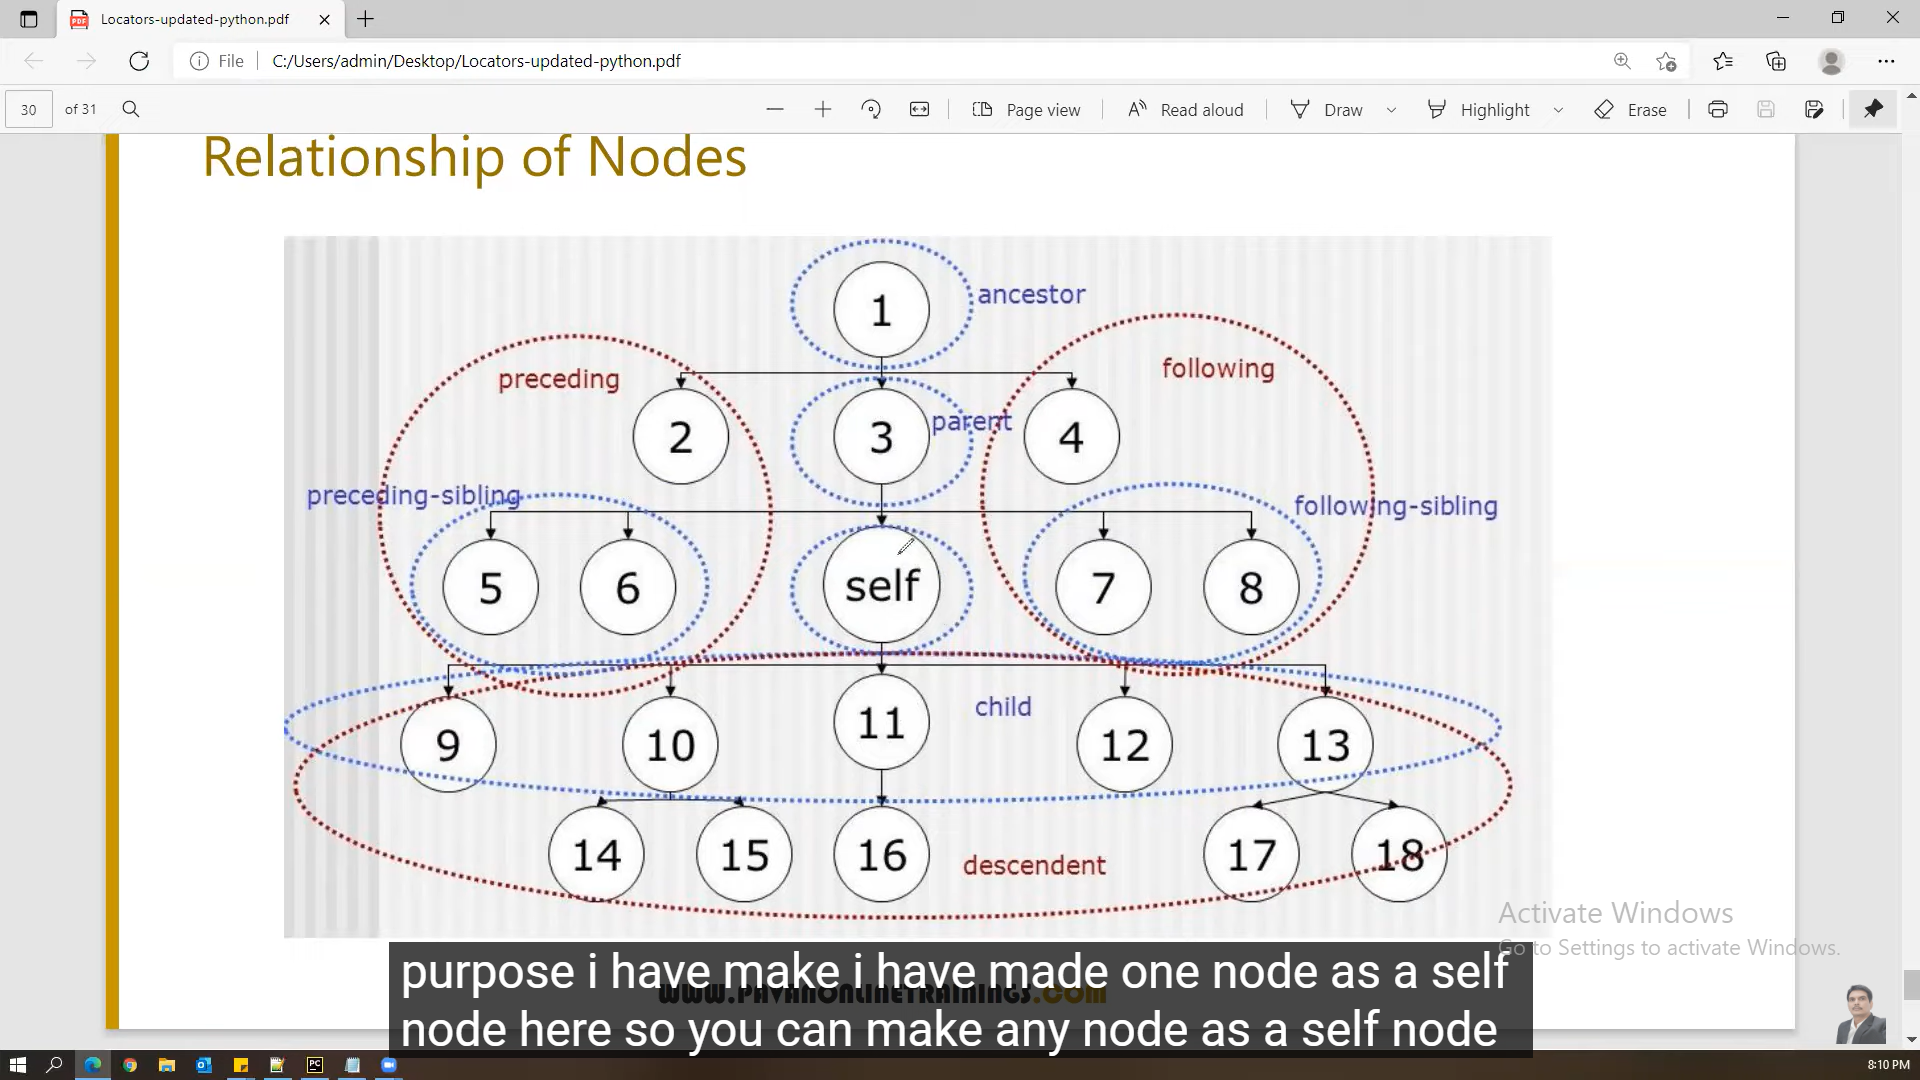 Locators-updated-python.pdf
File
C:/Users/admin/Desktop/Locators-updated-python.pdf
30 of 31
Page view
Read aloud
Draw
Highlight
Erase
Relationship of Nodes
1
ancestor
preceding
following
2
3
parent
4
preceding-sibling
following-sibling
5
6
self
7
8
9
10
11
child
12
13
14
15
16
descendent
17
18
Activate Windows
Go to Settings to activate Windows.
www.pavanonlinetrainings.com
purpose i have make i have made one node as a self
node here so you can make any node as a self node
8:10 PM